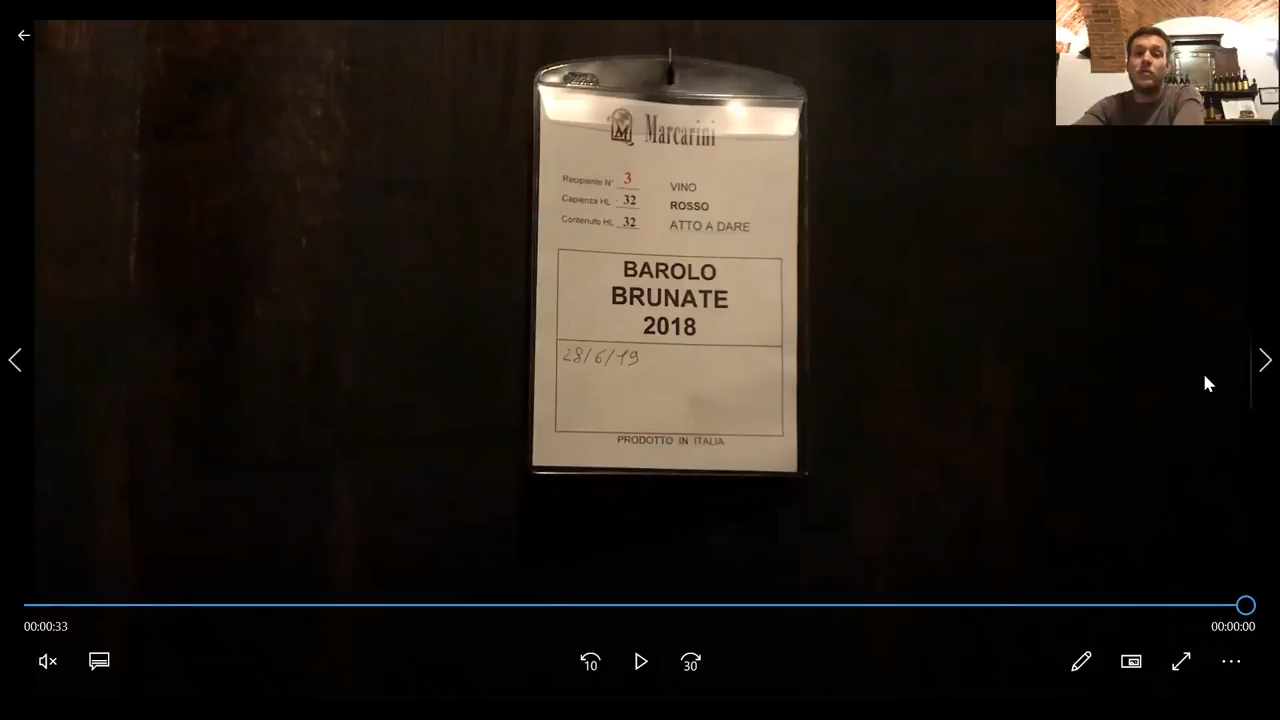 Marcarini
Recipiente N° 3
Capienza HL 32
Contenuto HL 32
VINO
ROSSO
ATTO A DARE
BAROLO
BRUNATE
2018
28/6/19
PRODOTTO IN ITALIA
00:00:33
00:00:00
10
30